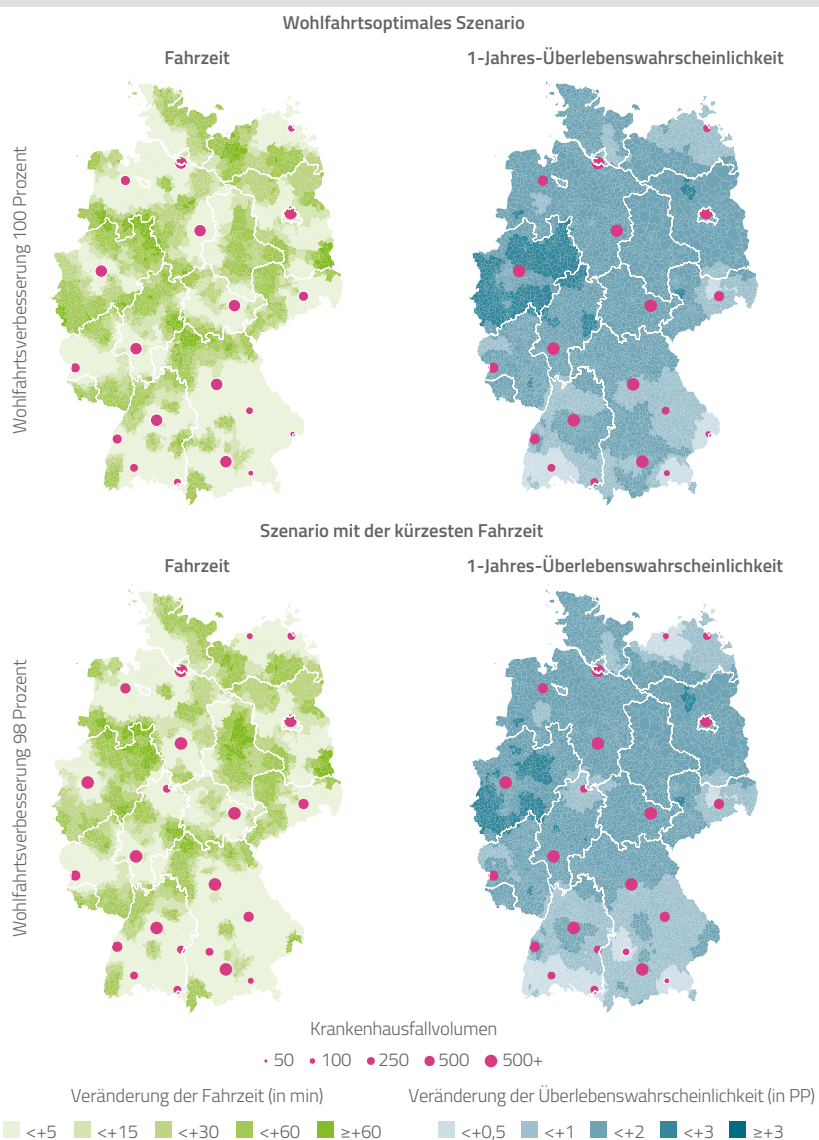 Wohlfahrtsoptimales Szenario
Fahrzeit
1-Jahres-Überlebenswahrscheinlichkeit
Wohlfahrtsverbesserung 100 Prozent
Szenario mit der kürzesten Fahrzeit
Fahrzeit
1-Jahres-Überlebenswahrscheinlichkeit
Wohlfahrtsverbesserung 98 Prozent
Krankenhausfallvolumen
50 100 250 500 500+
Veränderung der Fahrzeit (in min)
<+5 <+15 <+30 <+60 ≥+60
Veränderung der Überlebenswahrscheinlichkeit (in PP)
<+0,5 <+1 <+2 <+3 ≥+3